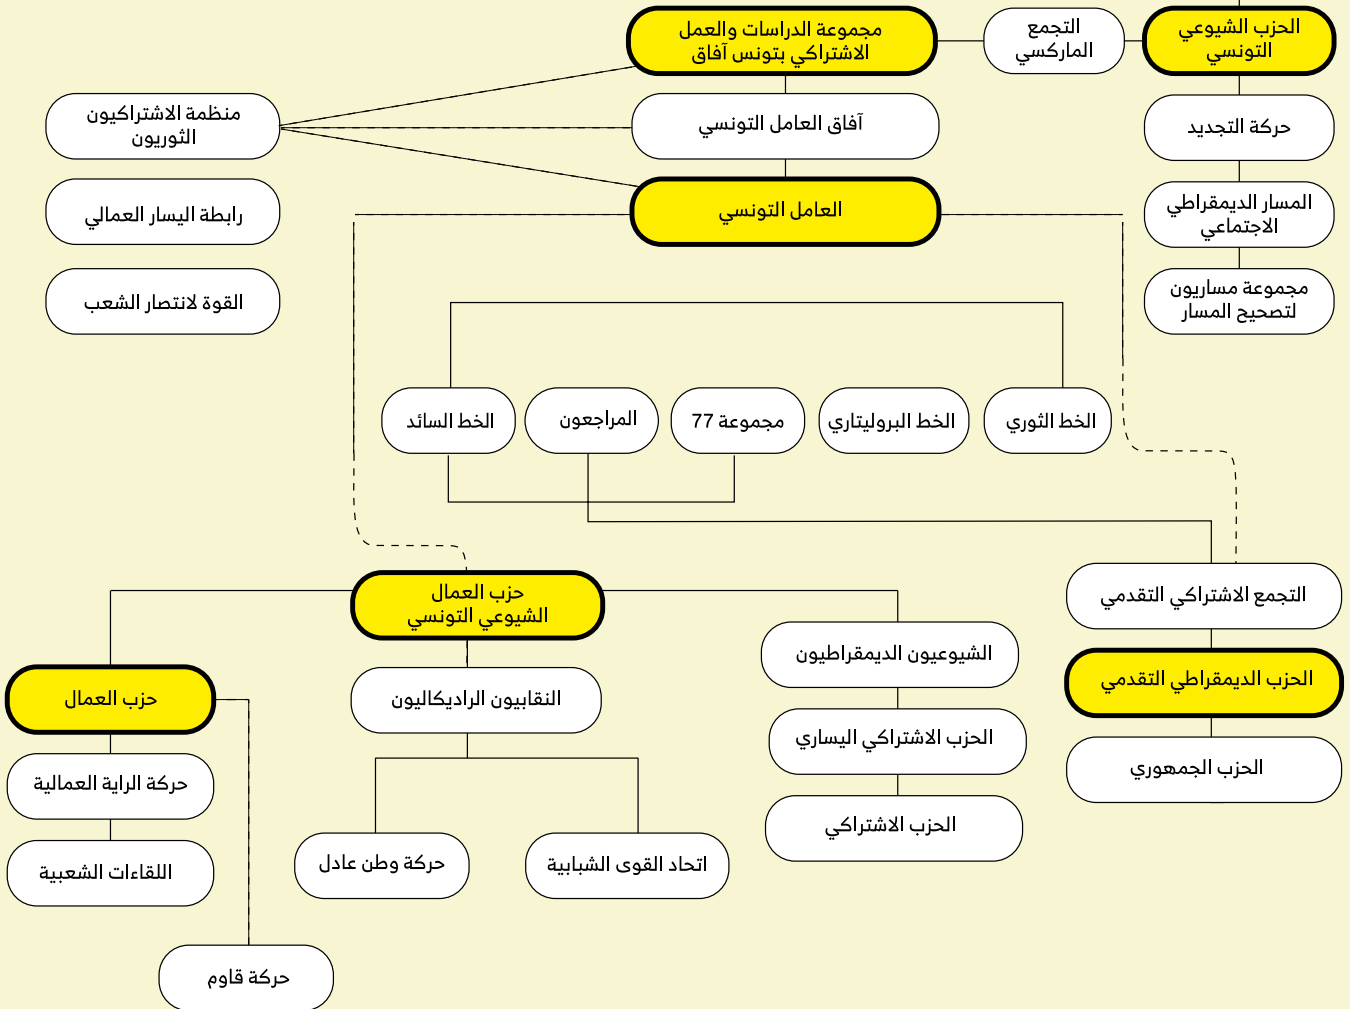 الحزب الشيوعي
التونسي
التجمع
الماركسي
مجموعة الدراسات والعمل
الاشتراكي بتونس آفاق
حركة التجديد
آفاق العامل التونسي
منظمة الاشتراكيون
الثوريون
المسار الديمقراطي
الاجتماعي
العامل التونسي
رابطة اليسار العمالي
مجموعة مساريون
لتصحيح المسار
القوة لانتصار الشعب
الخط الثوري
الخط البروليتاري
مجموعة 77
المراجعون
الخط السائد
التجمع الاشتراكي التقدمي
حزب العمال
الشيوعي التونسي
الحزب الديمقراطي التقدمي
الشيوعيون الديمقراطيون
النقابيون الراديكاليون
حزب العمال
الحزب الجمهوري
الحزب الاشتراكي اليساري
حركة الراية العمالية
الحزب الاشتراكي
اتحاد القوى الشبابية
حركة وطن عادل
اللقاءات الشعبية
حركة قاوم